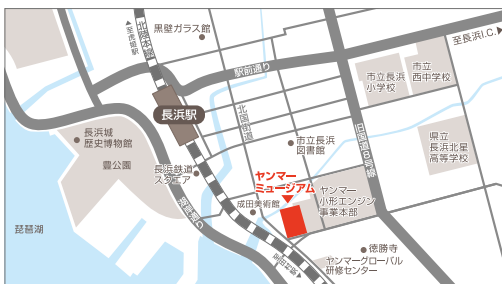 至虎姫駅
北陸本線
黒壁ガラス館
至長浜I.C.
駅前通り
市立長浜
小学校
市立
西中学校
長浜駅
北国街道
長浜城
歴史博物館
豊公園
市立長浜
図書館
県立
長浜北星
高等学校
長浜鉄道
スクエア
ヤンマー
ミュージアム
ヤンマー
小形エンジン
事業本部
成田美術館
琵琶湖
徳勝寺
ヤンマーグローバル
研修センター